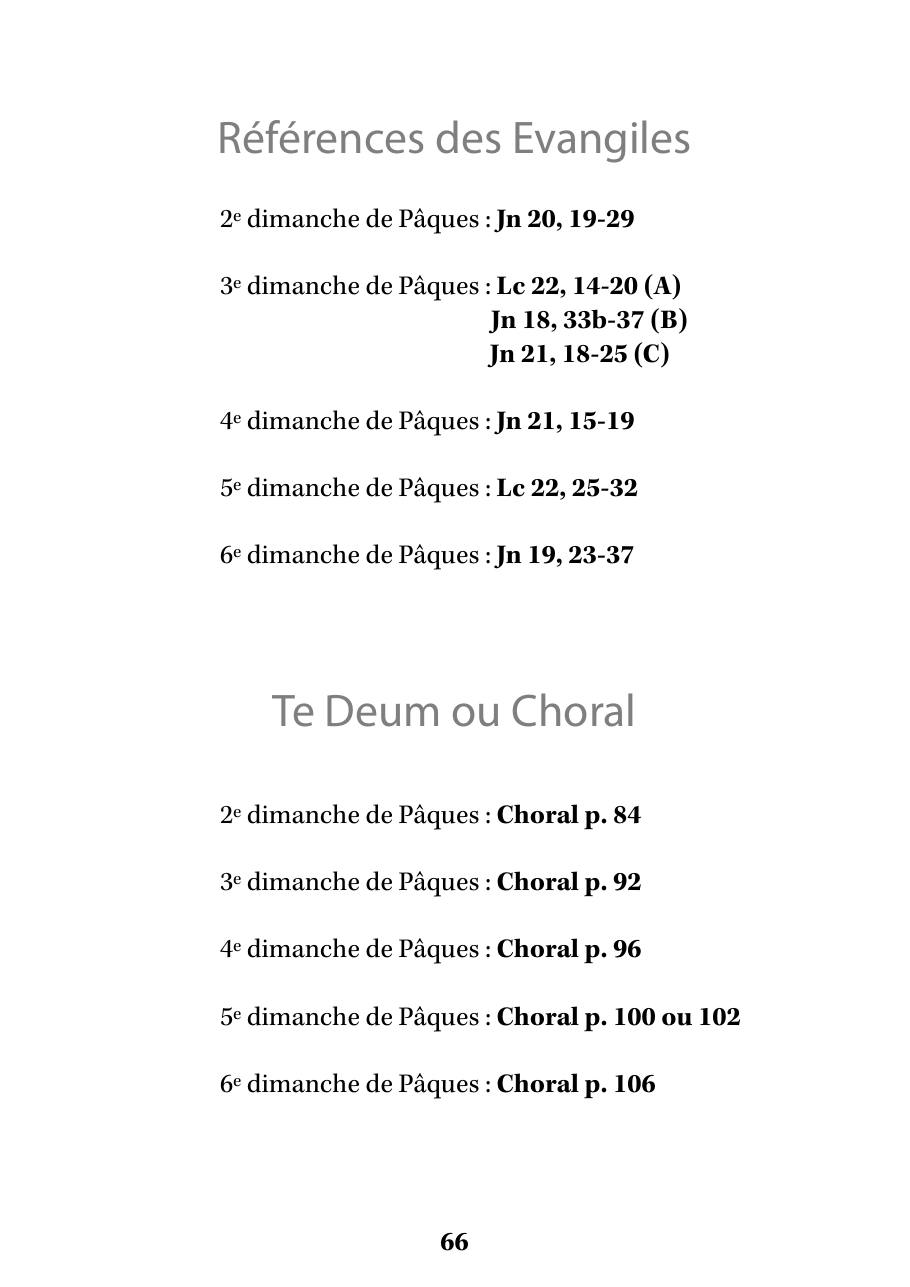 Références des Evangiles
2e dimanche de Pâques : Jn 20, 19-29
3e dimanche de Pâques : Lc 22, 14-20 (A)
Jn 18, 33b-37 (B)
Jn 21, 18-25 (C)
4e dimanche de Pâques : Jn 21, 15-19
5e dimanche de Pâques : Lc 22, 25-32
6e dimanche de Pâques : Jn 19, 23-37
Te Deum ou Choral
2e dimanche de Pâques : Choral p. 84
3e dimanche de Pâques : Choral p. 92
4e dimanche de Pâques : Choral p. 96
5e dimanche de Pâques : Choral p. 100 ou 102
6e dimanche de Pâques : Choral p. 106
66